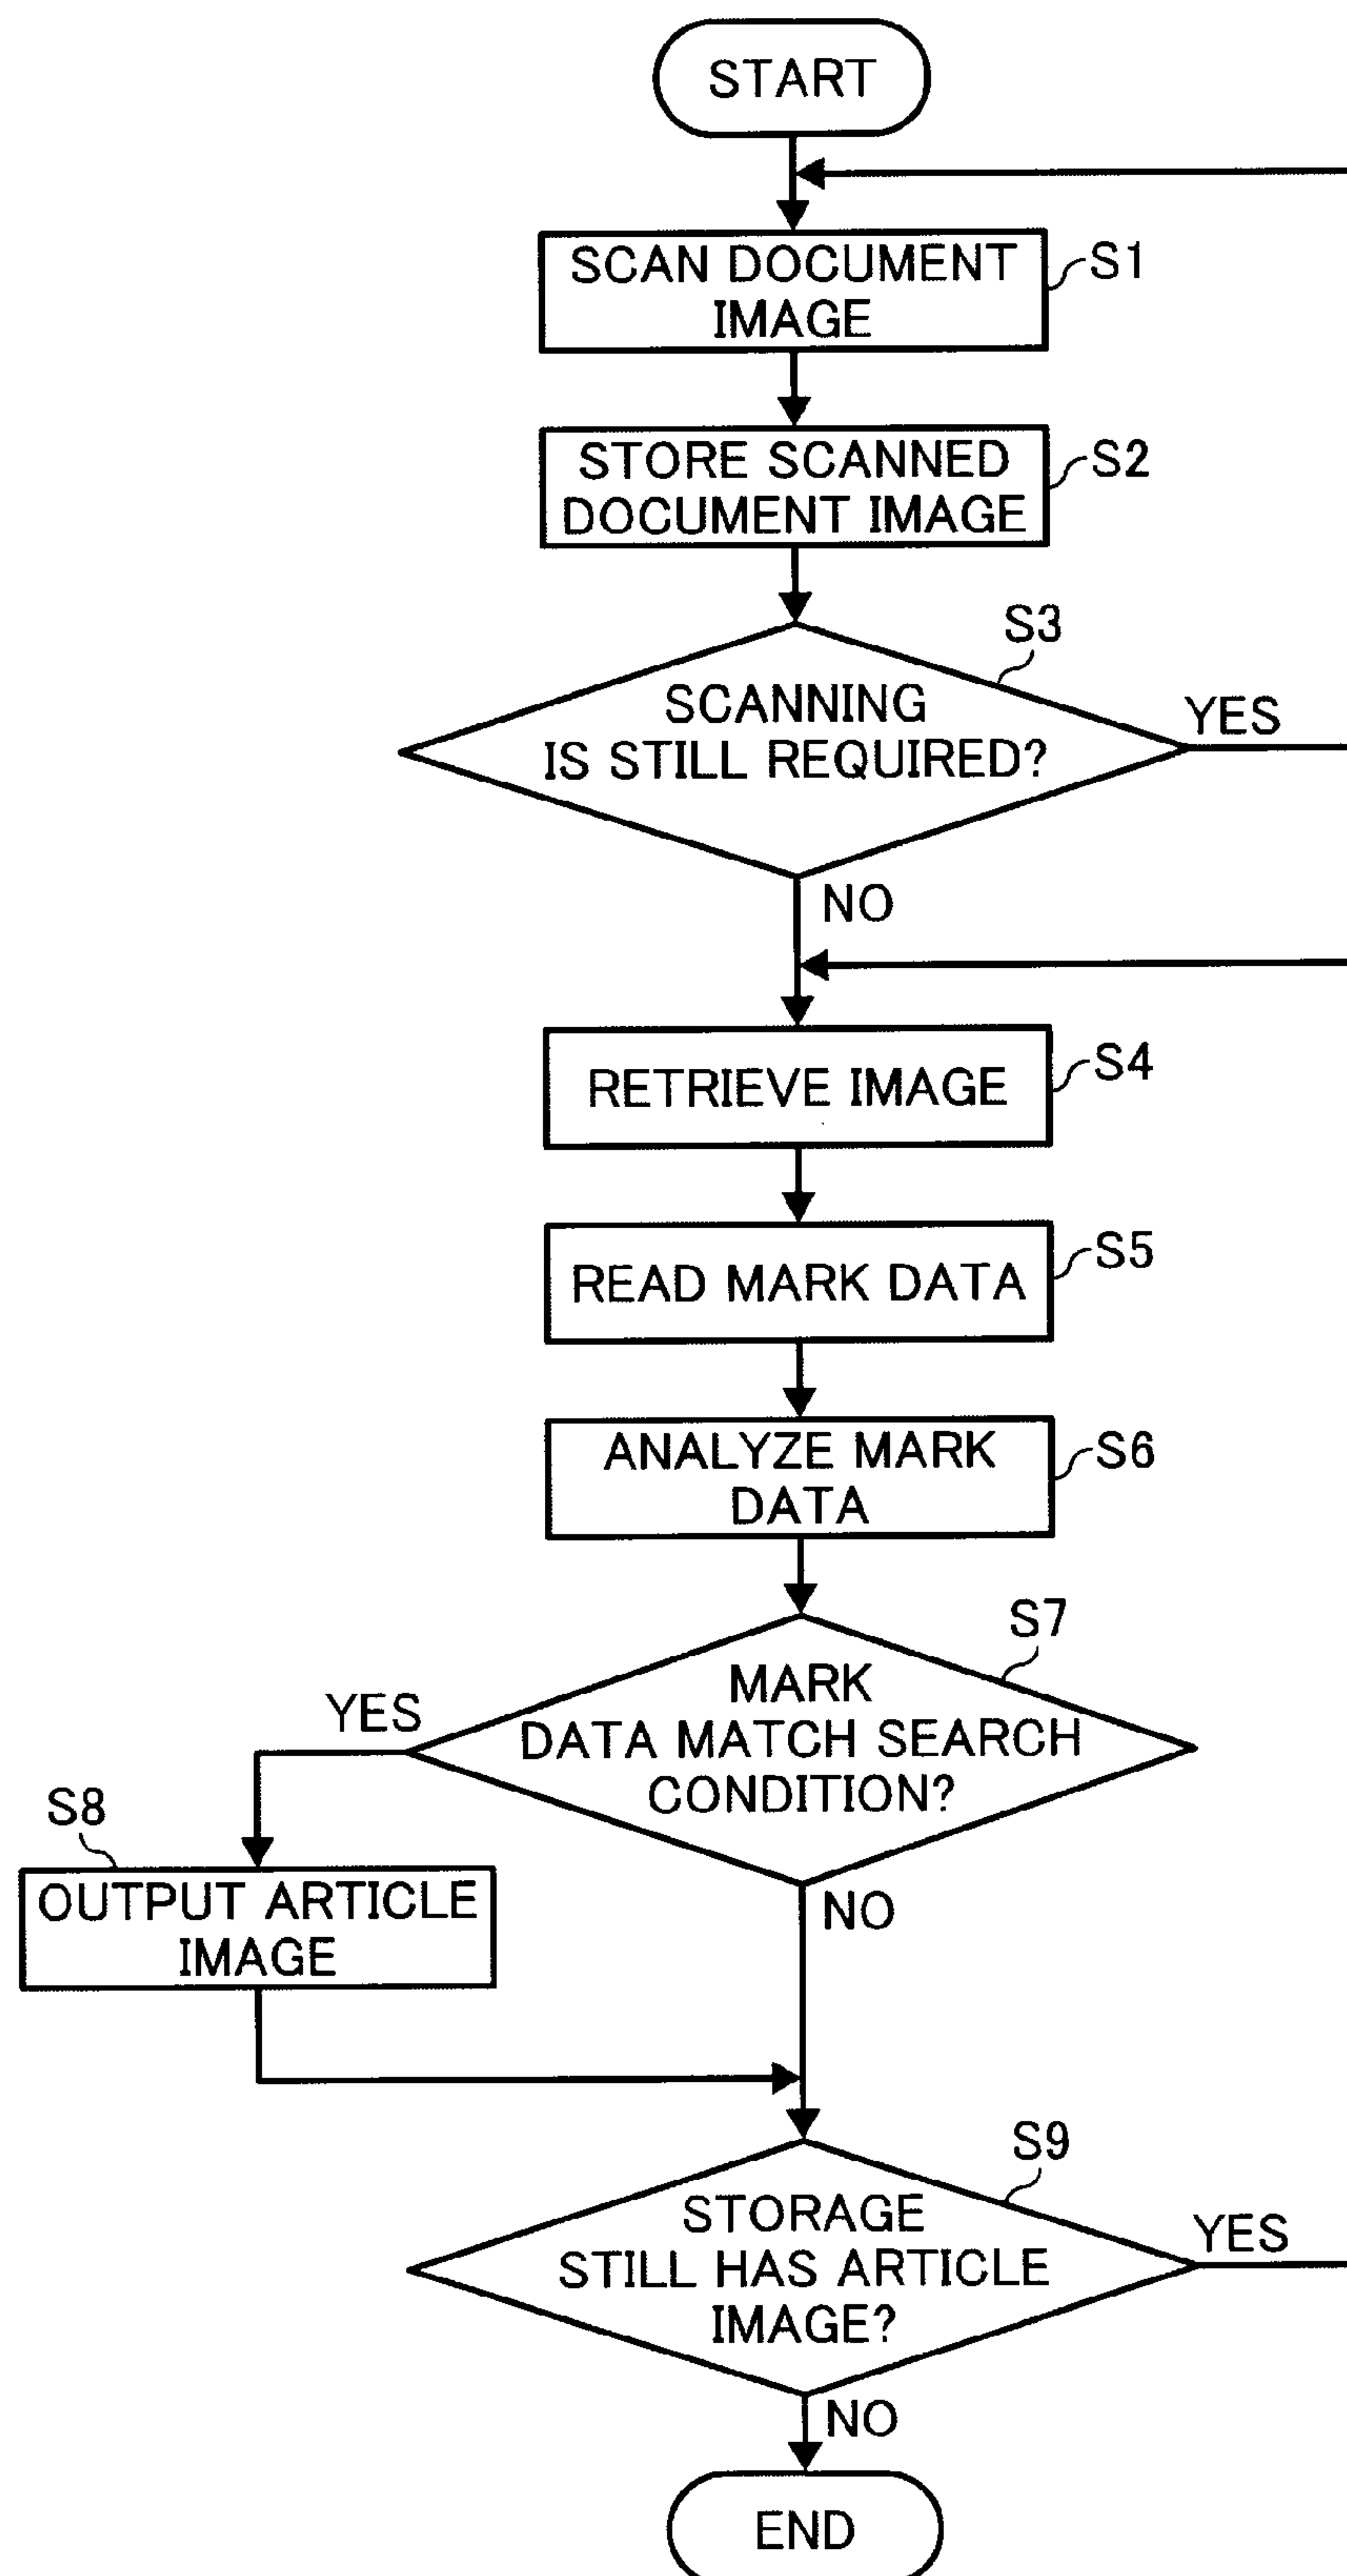 START
SCAN DOCUMENT
IMAGE
S1
STORE SCANNED
DOCUMENT IMAGE
S2
S3
SCANNING
IS STILL REQUIRED?
YES
NO
RETRIEVE IMAGE
S4
READ MARK DATA
S5
ANALYZE MARK
DATA
S6
S7
MARK
DATA MATCH SEARCH
CONDITION?
YES
S8
OUTPUT ARTICLE
IMAGE
NO
S9
STORAGE
STILL HAS ARTICLE
IMAGE?
YES
NO
END